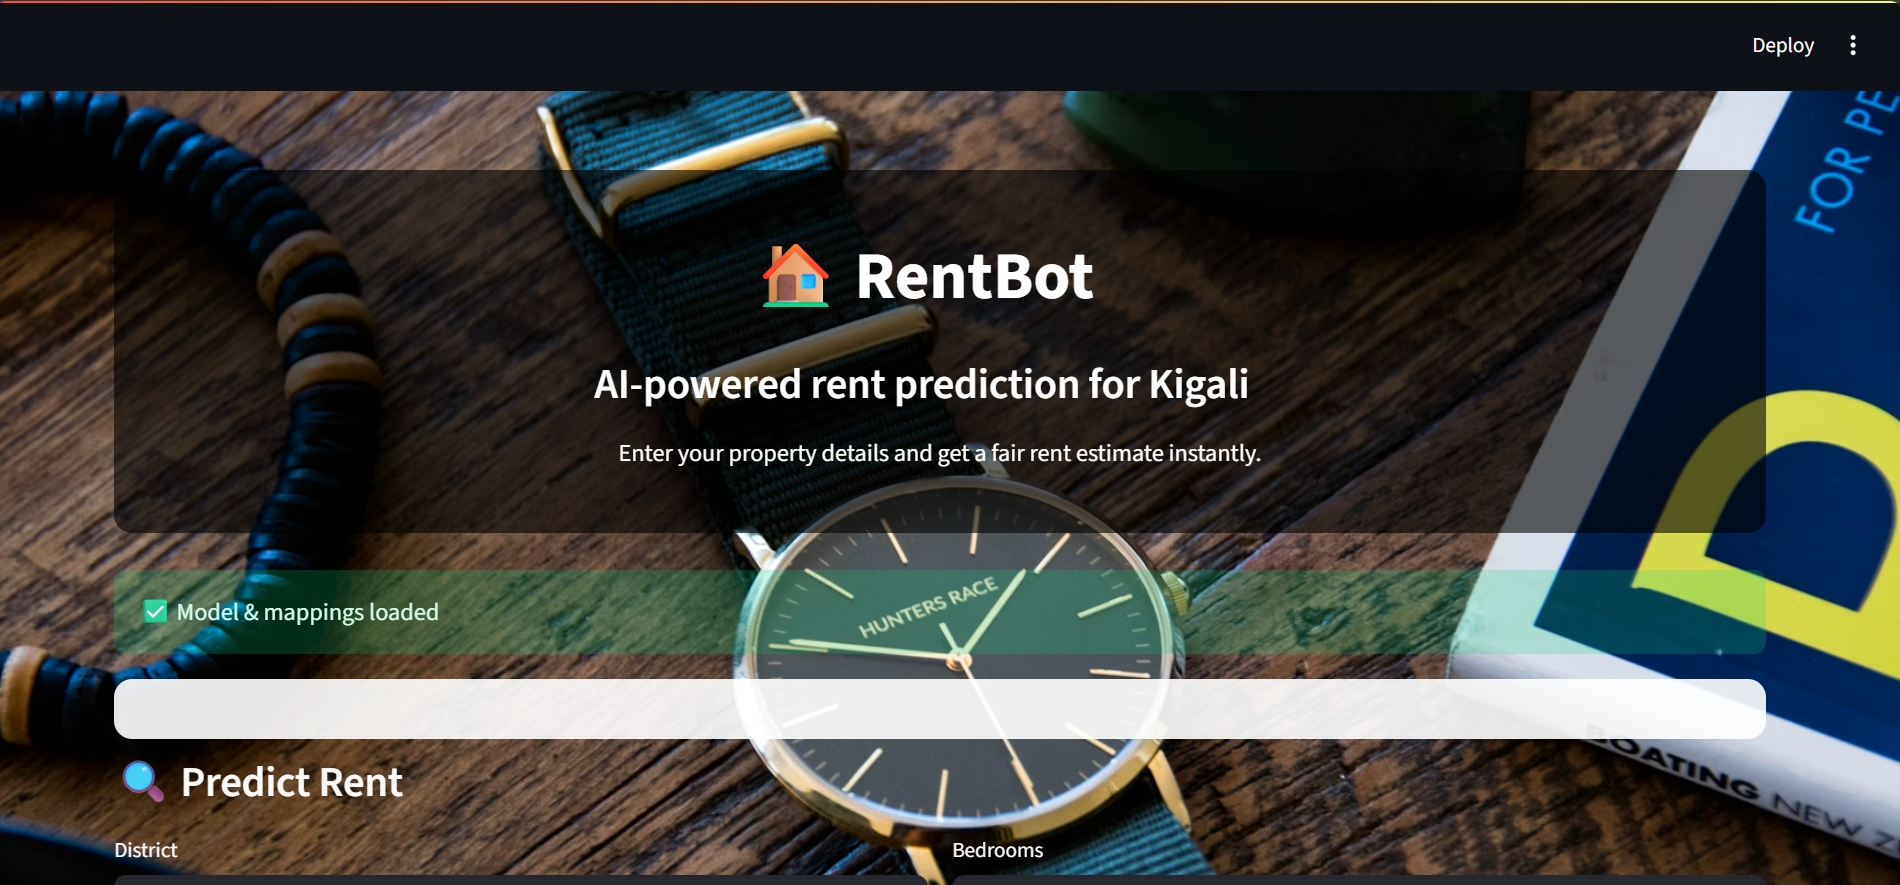 Deploy
FOR PE
RentBot
AI-powered rent prediction for Kigali
Enter your property details and get a fair rent estimate instantly.
HUNTERS RACE
Model & mappings loaded
Predict Rent
BOATING NEW Z
District
Bedrooms